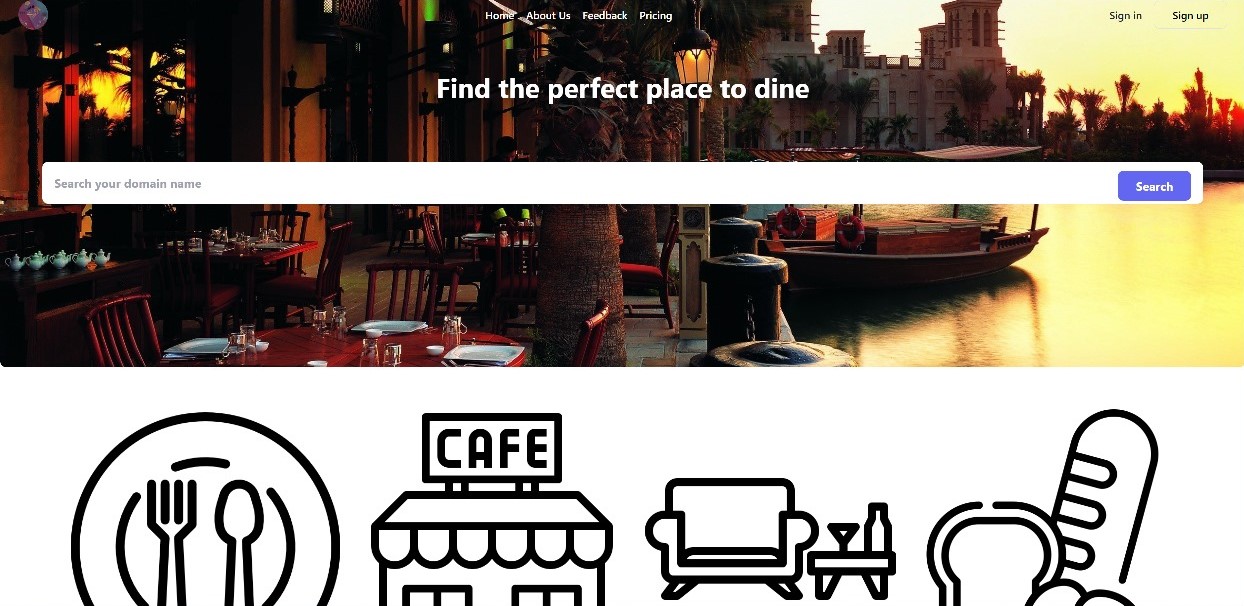 Home About Us Feedback Pricing
Sign in Sign up
Find the perfect place to dine
Search your domain name
Search
CAFE